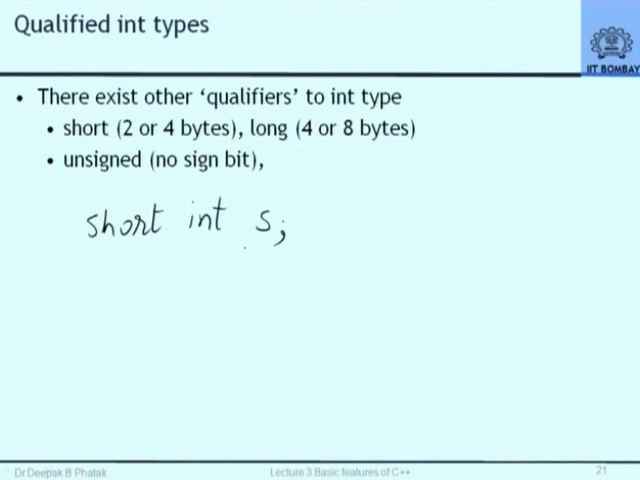 Qualified int types
IIT BOMBAY
• There exist other ‘qualifiers’ to int type
• short (2 or 4 bytes), long (4 or 8 bytes)
• unsigned (no sign bit),
short int s;
Dr Deepak B Phatak
Lecture 3 Basic features of C++
21